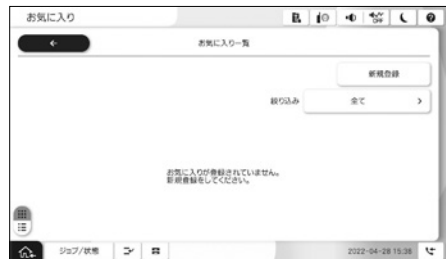 お気に入り
OFF
お気に入り一覧
新規登録
絞り込み
全て
お気に入りが登録されていません。
新規登録をしてください。
ジョブ/状態
2022-04-28 15:38